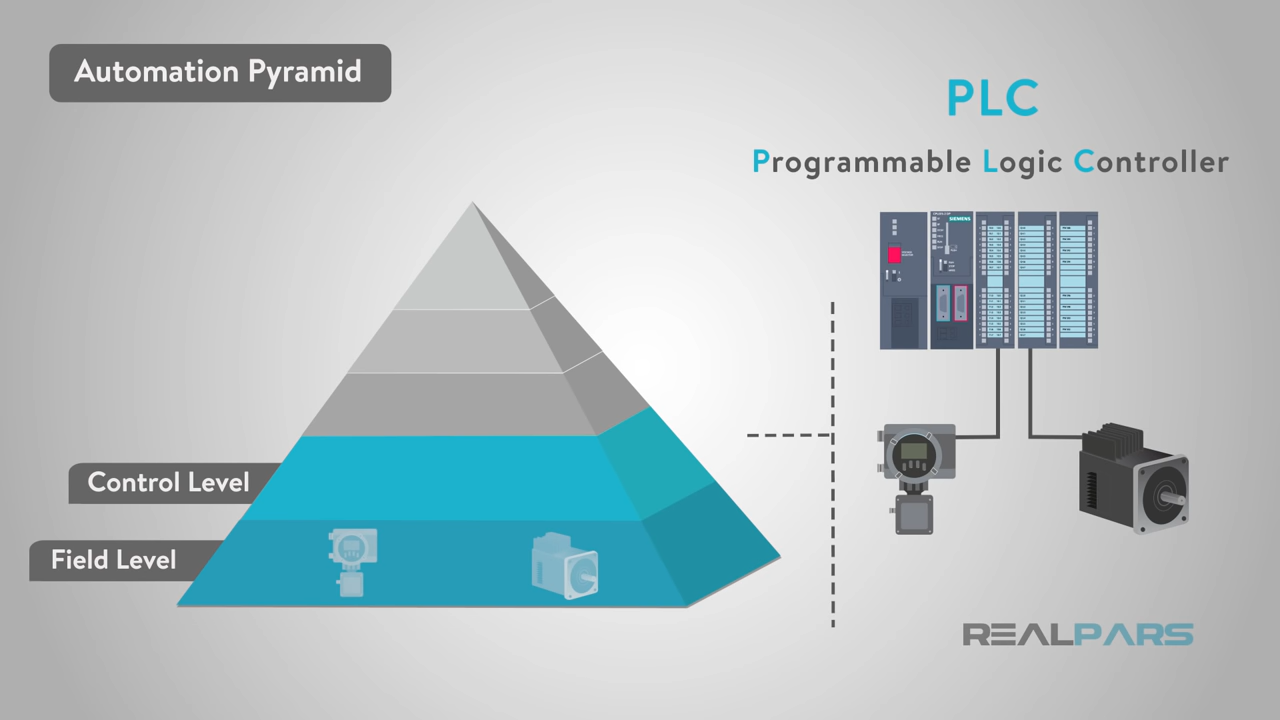 Automation Pyramid
PLC
Programmable Logic Controller
SIEMENS
Control Level
Field Level
REALPARS